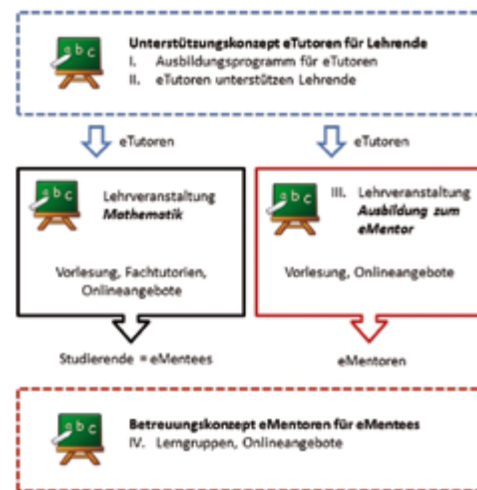 abc
Unterstützungskonzept eTutoren für Lehrende
I. Ausbildungsprogramm für eTutoren
II. eTutoren unterstützen Lehrende
eTutoren
eTutoren
abc
Lehrveranstaltung
Mathematik
Vorlesung, Fachtutorien,
Onlineangebote
abc
III. Lehrveranstaltung
Ausbildung zum
eMentor
Vorlesung, Onlineangebote
Studierende = eMentees
eMentoren
abc
Betreuungskonzept eMentoren für eMentees
IV. Lerngruppen, Onlineangebote